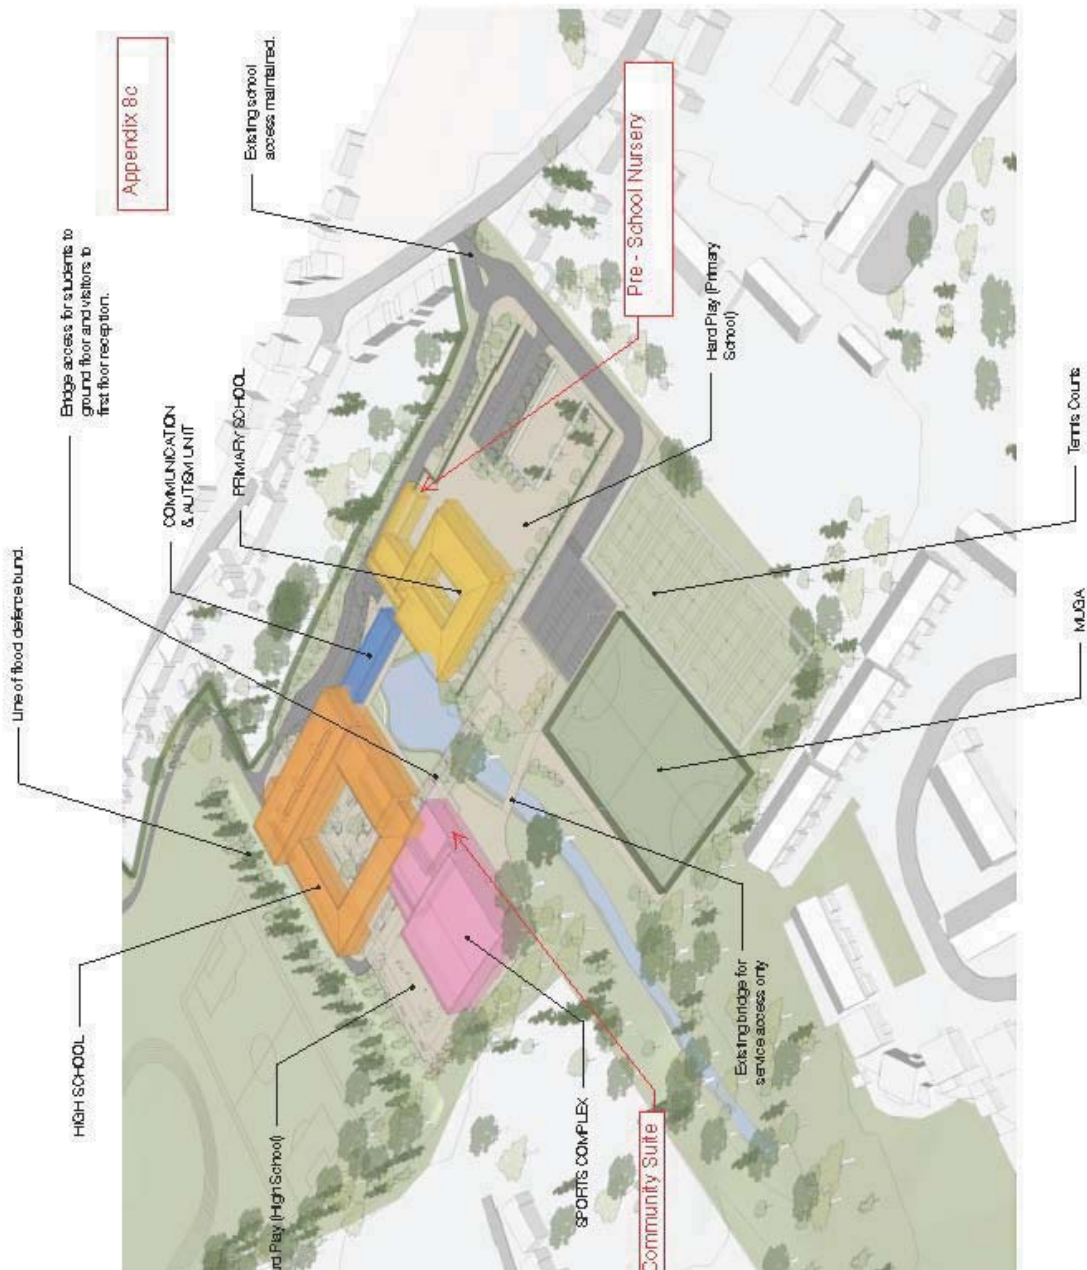 Appendix 8c
Line of flood defence bund.
Bridge access for students to
ground floor and visitors to
first floor reception.
Existing school
access maintained.
COMMUNICATION
& AUTISM UNIT
PRIMARY SCHOOL
HIGH SCHOOL
Pre - School Nursery
Hard Play (Primary
School)
rd Play (High School)
SPORTS COMPLEX
Community Suite
Existing bridge for
service access only
MUGA
Tennis Courts